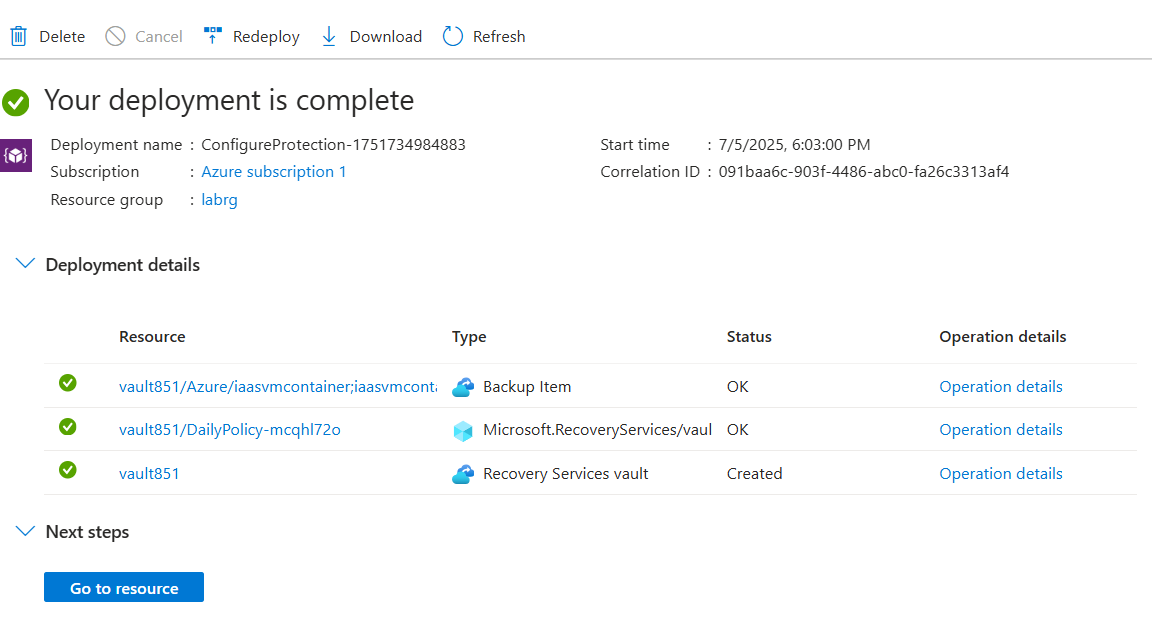 Delete Cancel Redeploy Download Refresh
Your deployment is complete
Deployment name : ConfigureProtection-1751734984883
Subscription : Azure subscription 1
Resource group : labrg
Start time : 7/5/2025, 6:03:00 PM
Correlation ID : 091baa6c-903f-4486-abc0-fa26c3313af4
Deployment details
Resource Type Status Operation details
vault851/Azure/iaasvmcontainer;iaasvmconta Backup Item OK Operation details
vault851/DailyPolicy-mcqhl72o Microsoft.RecoveryServices/vaul OK Operation details
vault851 Recovery Services vault Created Operation details
Next steps
Go to resource